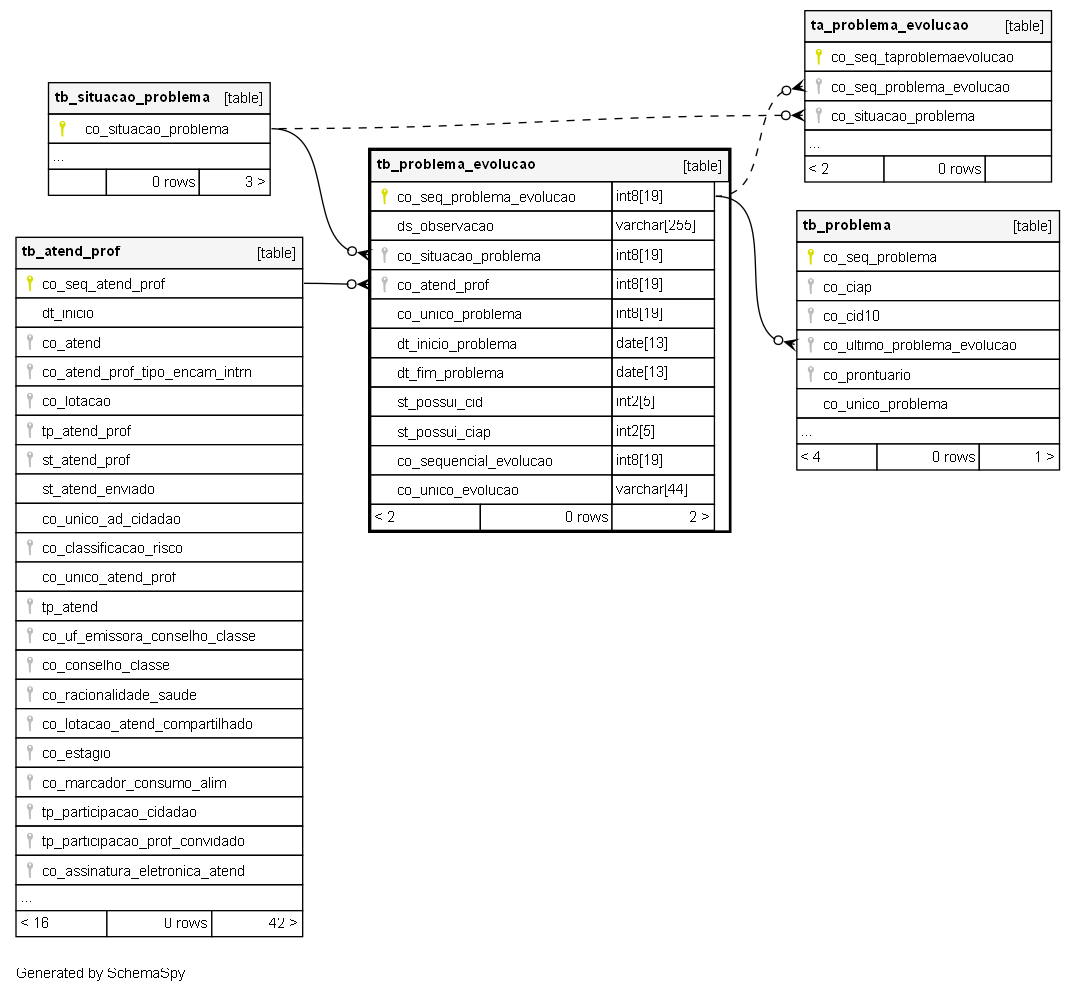 tb_situacao_problema [table]
co_situacao_problema
...
0 rows 3 >
tb_atend_prof [table]
co_seq_atend_prof
dt_inicio
co_atend
co_atend_prof_tipo_encam_intrn
co_lotacao
tp_atend_prof
st_atend_prof
st_atend_enviado
co_unico_ad_cidadao
co_classificacao_risco
co_unico_atend_prof
tp_atend
co_uf_emissora_conselho_classe
co_conselho_classe
co_racionalidade_saude
co_lotacao_atend_compartilhado
co_estagio
co_marcador_consumo_alim
tp_participacao_cidadao
tp_participacao_prof_convidado
co_assinatura_eletronica_atend
...
< 16 0 rows 42 >
tb_problema_evolucao [table]
co_seq_problema_evolucao int8[19]
ds_observacao varchar[255]
co_situacao_problema int8[19]
co_atend_prof int8[19]
co_unico_problema int8[19]
dt_inicio_problema date[13]
dt_fim_problema date[13]
st_possui_cid int2[5]
st_possui_ciap int2[5]
co_sequencial_evolucao int8[19]
co_unico_evolucao varchar[44]
< 2 0 rows 2 >
ta_problema_evolucao [table]
co_seq_taproblemaevolucao
co_seq_problema_evolucao
co_situacao_problema
...
< 2 0 rows
tb_problema [table]
co_seq_problema
co_ciap
co_cid10
co_ultimo_problema_evolucao
co_prontuario
co_unico_problema
...
< 4 0 rows 1 >
Generated by SchemaSpy